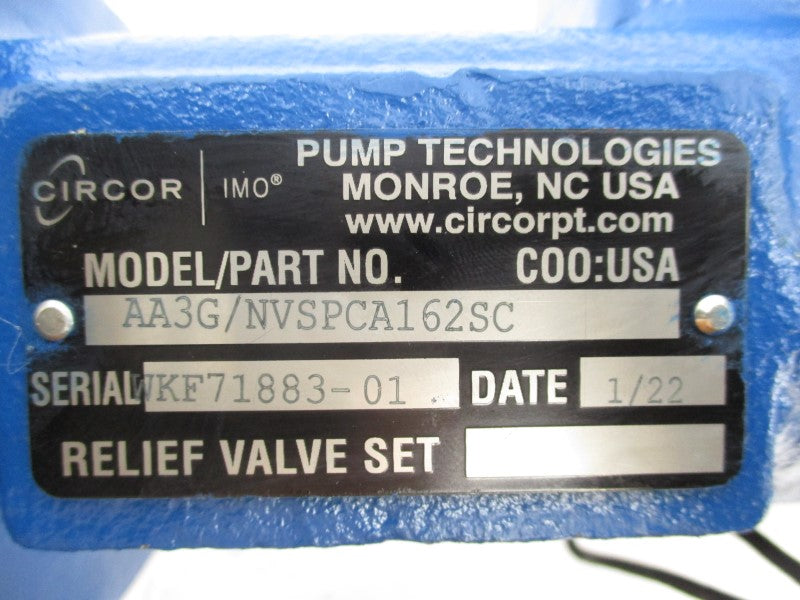 CIRCOR | IMO®
PUMP TECHNOLOGIES
MONROE, NC USA
www.circorpt.com
MODEL/PART NO. COO:USA
AA3G/NVSPCA162SC
SERIAL WKF71883-01 DATE 1/22
RELIEF VALVE SET